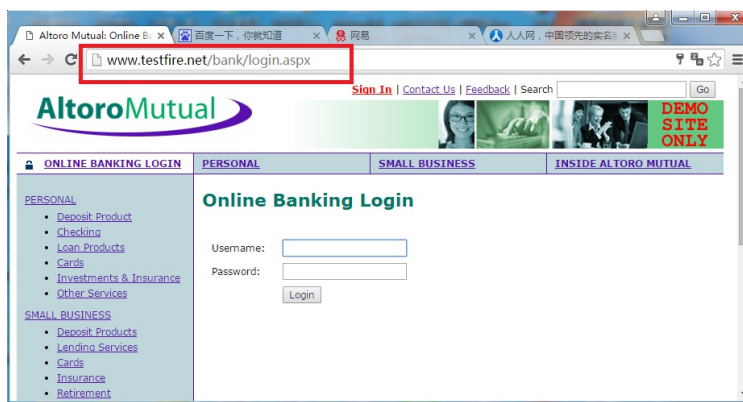 Altoro Mutual: Online Ba
百度一下，你就知道
网易
人人网，中国领先的实名
www.testfire.net/bank/login.aspx
Sign In | Contact Us | Feedback | Search
Go
AltoroMutual
DEMO
SITE
ONLY
ONLINE BANKING LOGIN
PERSONAL
SMALL BUSINESS
INSIDE ALTORO MUTUAL
PERSONAL
Deposit Product
Checking
Loan Products
Cards
Investments & Insurance
Other Services
SMALL BUSINESS
Deposit Products
Lending Services
Cards
Insurance
Retirement
Online Banking Login
Username:
Password:
Login